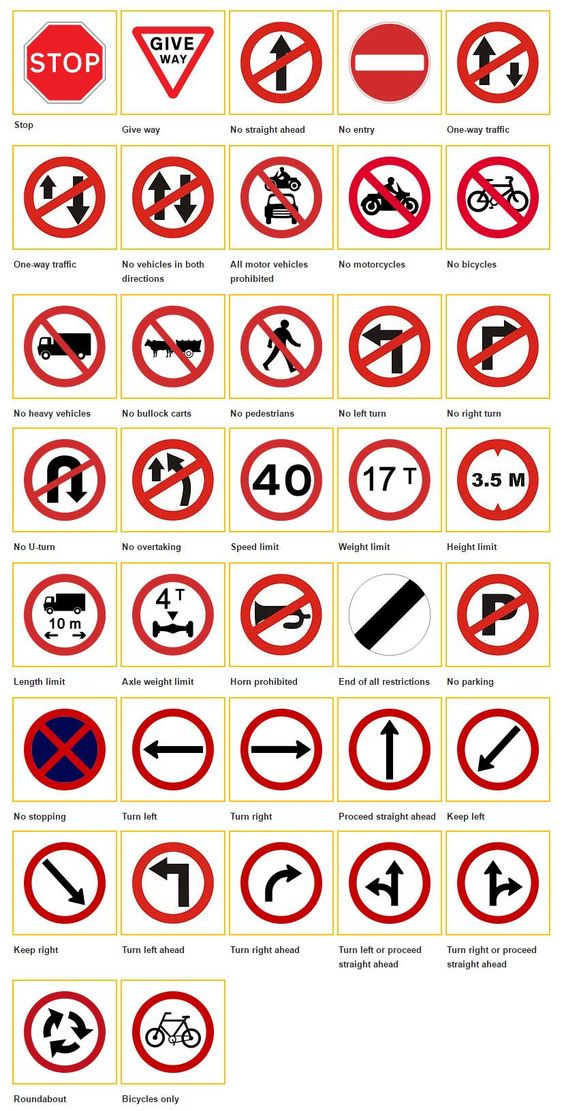 STOP
GIVE
WAY
Stop
Give way
No straight ahead
No entry
One-way traffic
One-way traffic
No vehicles in both
directions
All motor vehicles
prohibited
No motorcycles
No bicycles
No heavy vehicles
No bullock carts
No pedestrians
No left turn
No right turn
40
17 T
3.5 M
No U-turn
No overtaking
Speed limit
Weight limit
Height limit
10 m
4 T
P
Length limit
Axle weight limit
Horn prohibited
End of all restrictions
No parking
No stopping
Turn left
Turn right
Proceed straight ahead
Keep left
Keep right
Turn left ahead
Turn right ahead
Turn left or proceed
straight ahead
Turn right or proceed
straight ahead
Roundabout
Bicycles only